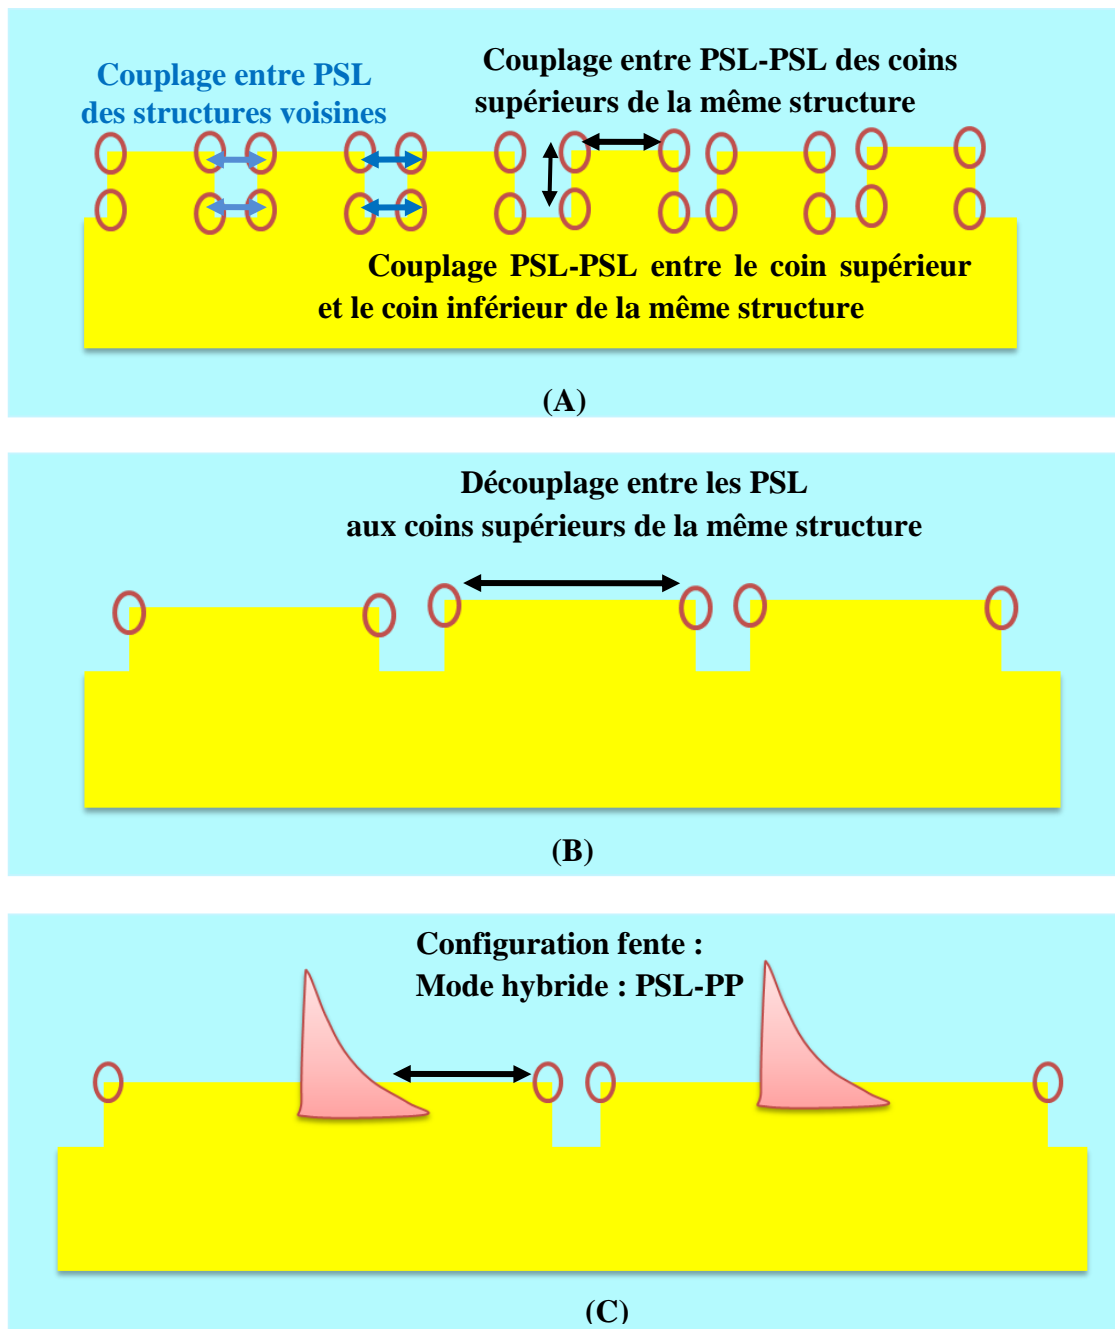 Couplage entre PSL
des structures voisines
Couplage entre PSL-PSL des coins
supérieurs de la même structure
Couplage PSL-PSL entre le coin supérieur
et le coin inférieur de la même structure
(A)
Découplage entre les PSL
aux coins supérieurs de la même structure
(B)
Configuration fente :
Mode hybride : PSL-PP
(C)